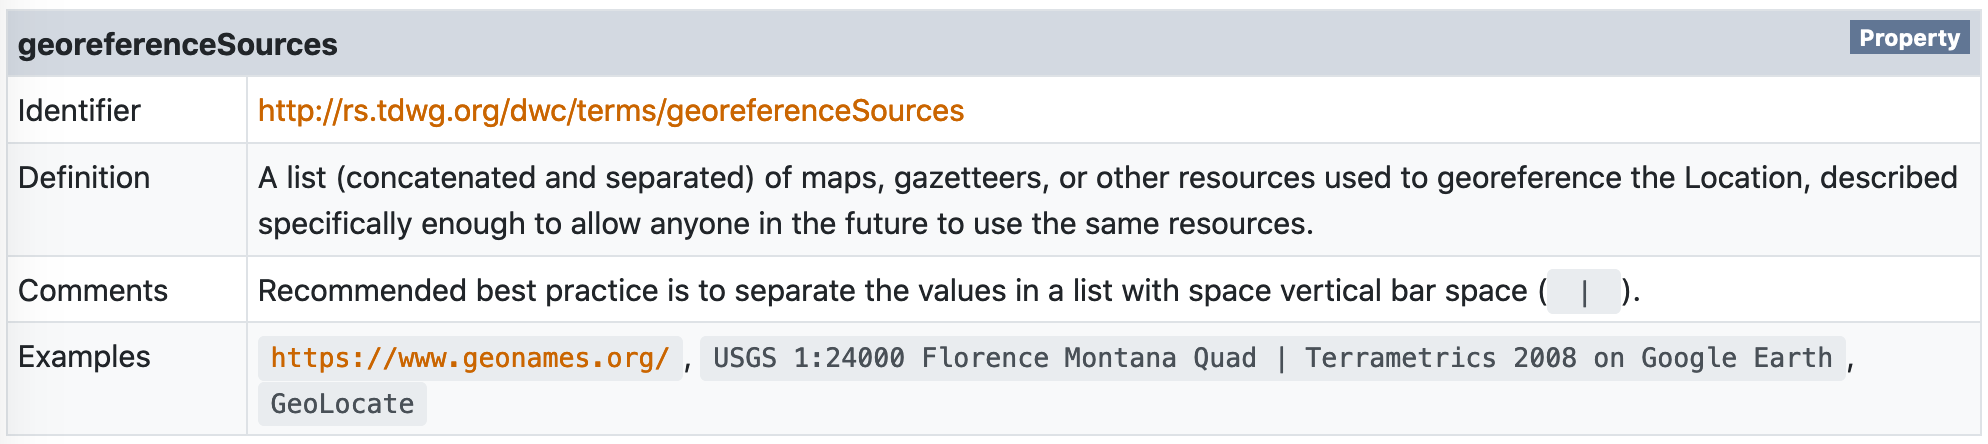 georeferenceSources Property
Identifier http://rs.tdwg.org/dwc/terms/georeferenceSources
Definition A list (concatenated and separated) of maps, gazetteers, or other resources used to georeference the Location, described
specifically enough to allow anyone in the future to use the same resources.
Comments Recommended best practice is to separate the values in a list with space vertical bar space ( | ).
Examples https://www.geonames.org/, USGS 1:24000 Florence Montana Quad | Terrametrics 2008 on Google Earth,
GeoLocate